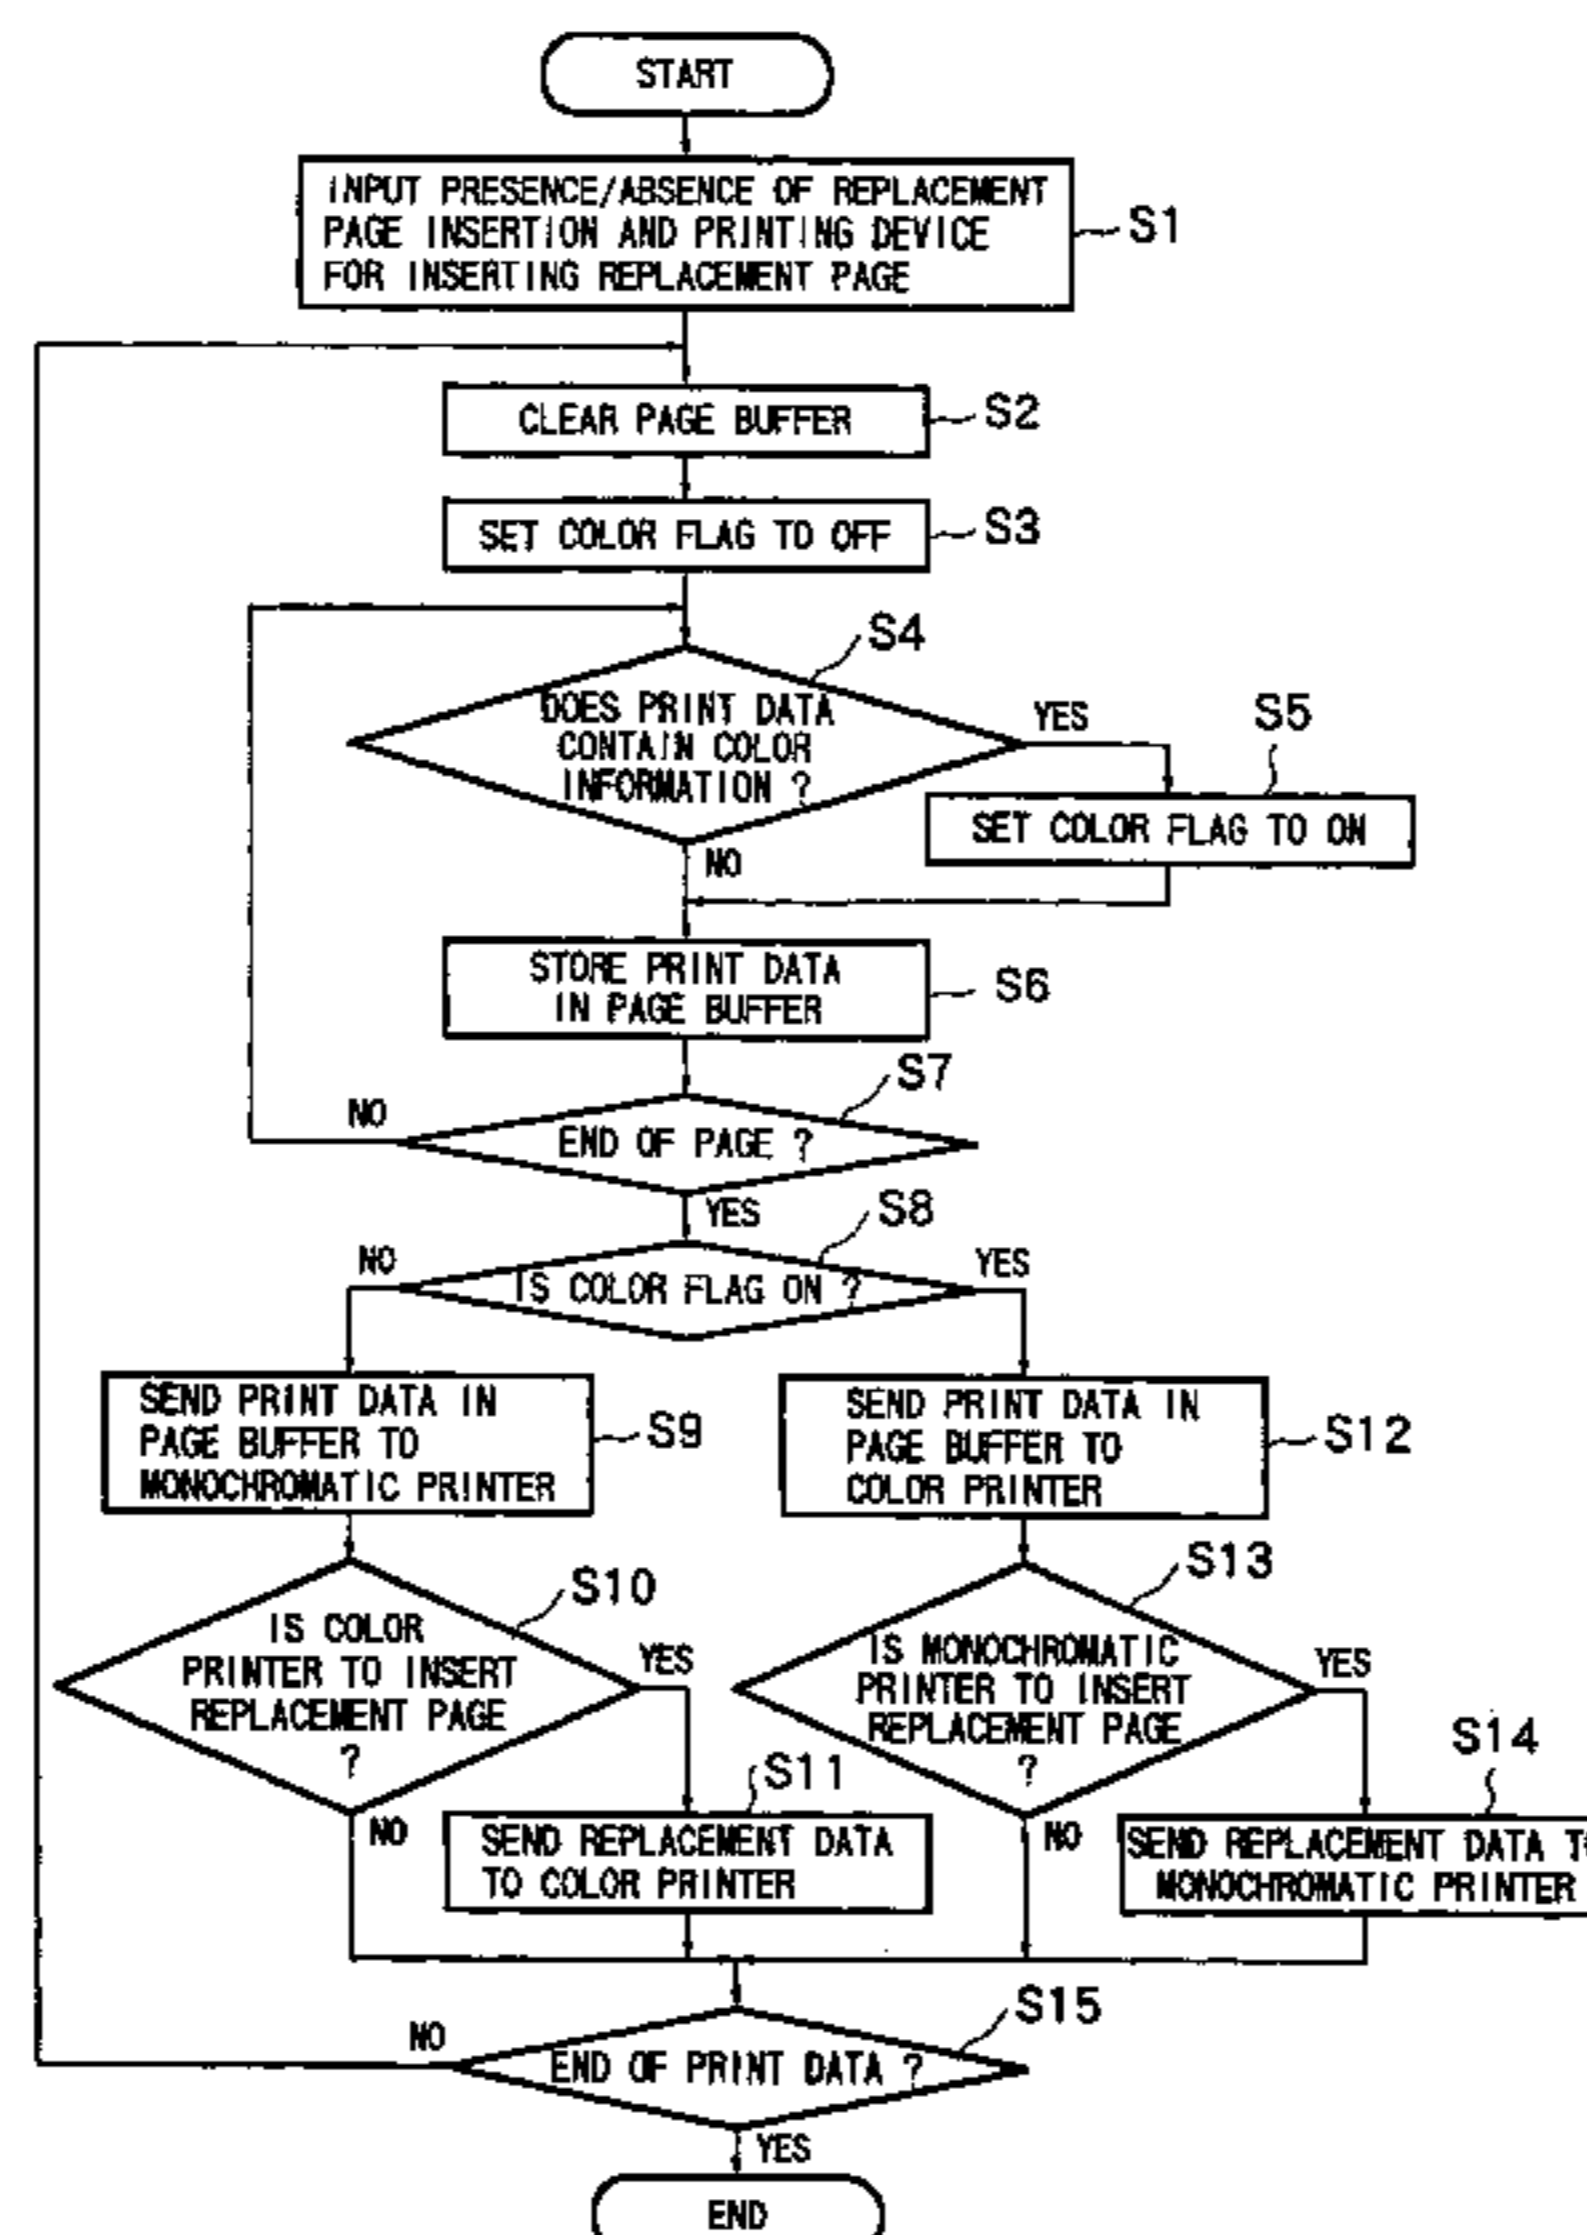 START
INPUT PRESENCE/ABSENCE OF REPLACEMENT
PAGE INSERTION AND PRINTING DEVICE
FOR INSERTING REPLACEMENT PAGE
S1
CLEAR PAGE BUFFER
S2
SET COLOR FLAG TO OFF
S3
S4
DOES PRINT DATA
CONTAIN COLOR
INFORMATION ?
YES
S5
SET COLOR FLAG TO ON
NO
STORE PRINT DATA
IN PAGE BUFFER
S6
S7
NO
END OF PAGE ?
YES
S8
NO
IS COLOR FLAG ON ?
YES
SEND PRINT DATA IN
PAGE BUFFER TO
MONOCHROMATIC PRINTER
S9
SEND PRINT DATA IN
PAGE BUFFER TO
COLOR PRINTER
S12
S10
IS COLOR
PRINTER TO INSERT
REPLACEMENT PAGE
?
YES
NO
S11
SEND REPLACEMENT DATA
TO COLOR PRINTER
S13
IS MONOCHROMATIC
PRINTER TO INSERT
REPLACEMENT PAGE
?
YES
NO
S14
SEND REPLACEMENT DATA TO
MONOCHROMATIC PRINTER
S15
NO
END OF PRINT DATA ?
YES
END